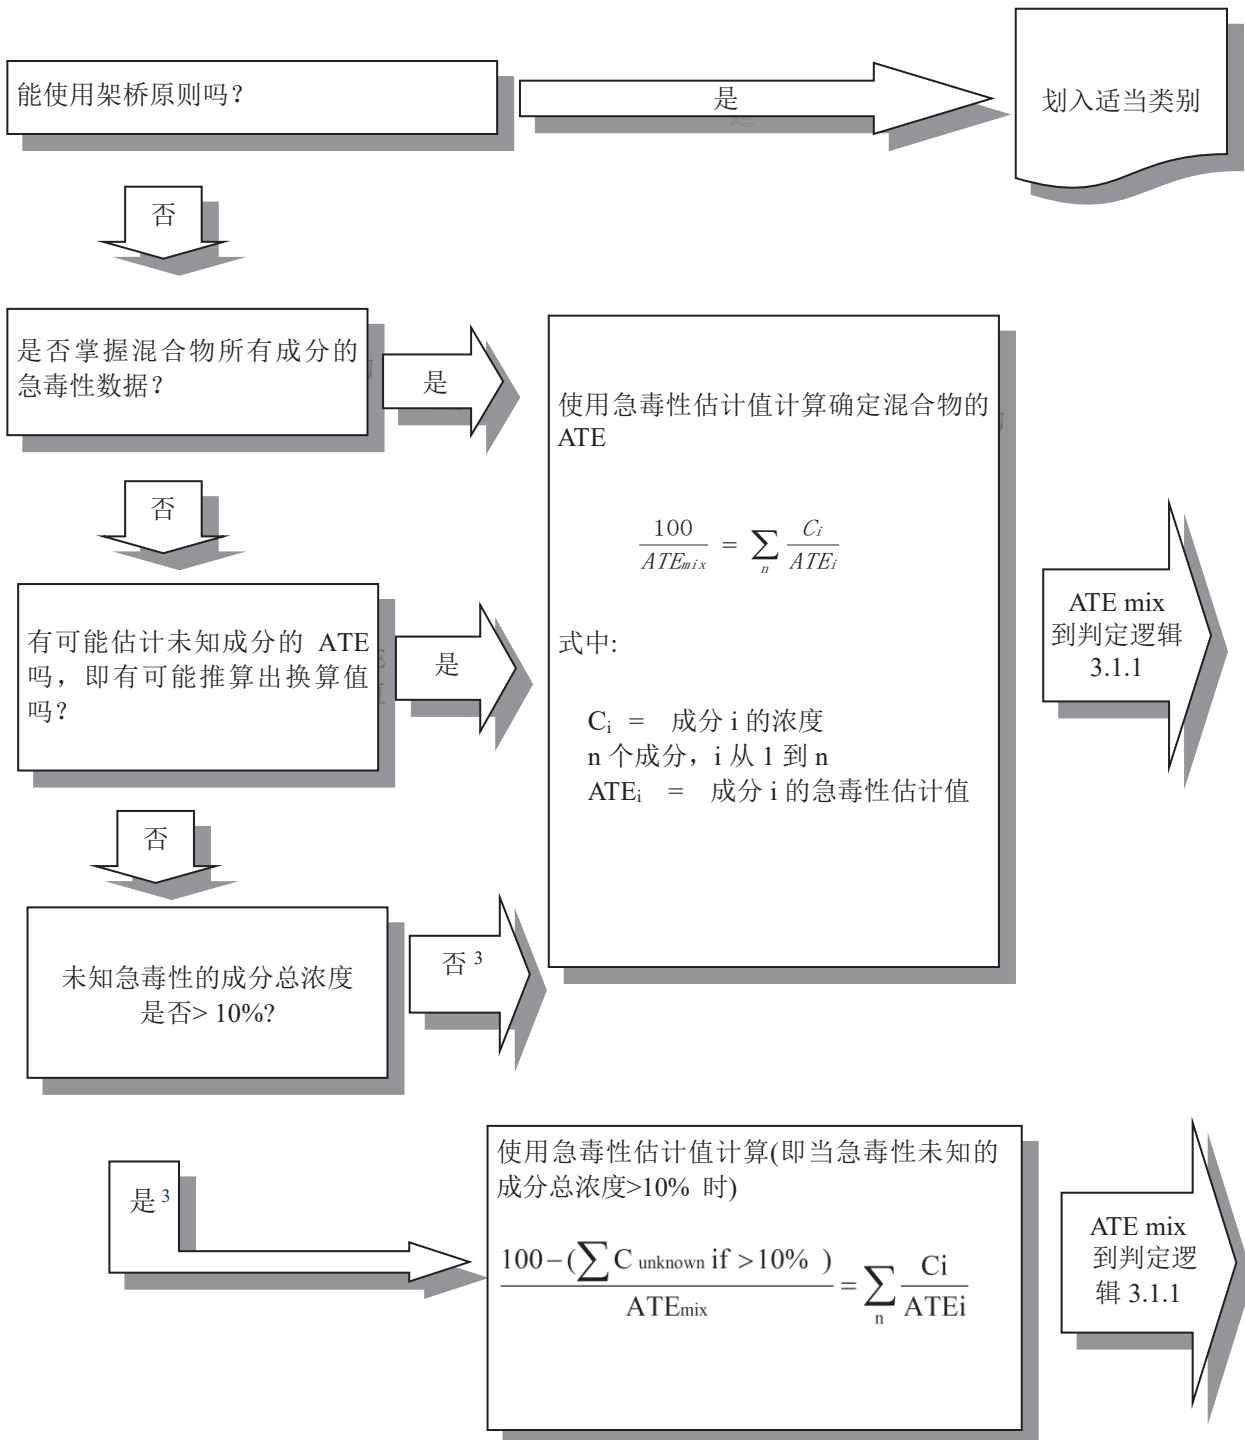 能使用架桥原则吗？
是
划入适当类别
否
是否掌握混合物所有成分的
急毒性数据？
是
使用急毒性估计值计算确定混合物的
ATE
100
ATEmix
=
∑
n
Ci
ATEi
式中:
Ci = 成分 i 的浓度
n 个成分，i 从 1 到 n
ATEi = 成分 i 的急毒性估计值
ATE mix
到判定逻辑
3.1.1
否
有可能估计未知成分的 ATE
吗，即有可能推算出换算值
吗？
是
否
未知急毒性的成分总浓度
是否> 10%?
否 3
是 3
使用急毒性估计值计算(即当急毒性未知的
成分总浓度>10% 时)
100−(∑ C unknown if >10% )
ATEmix
=
∑
n
Ci
ATEi
ATE mix
到判定逻
辑 3.1.1